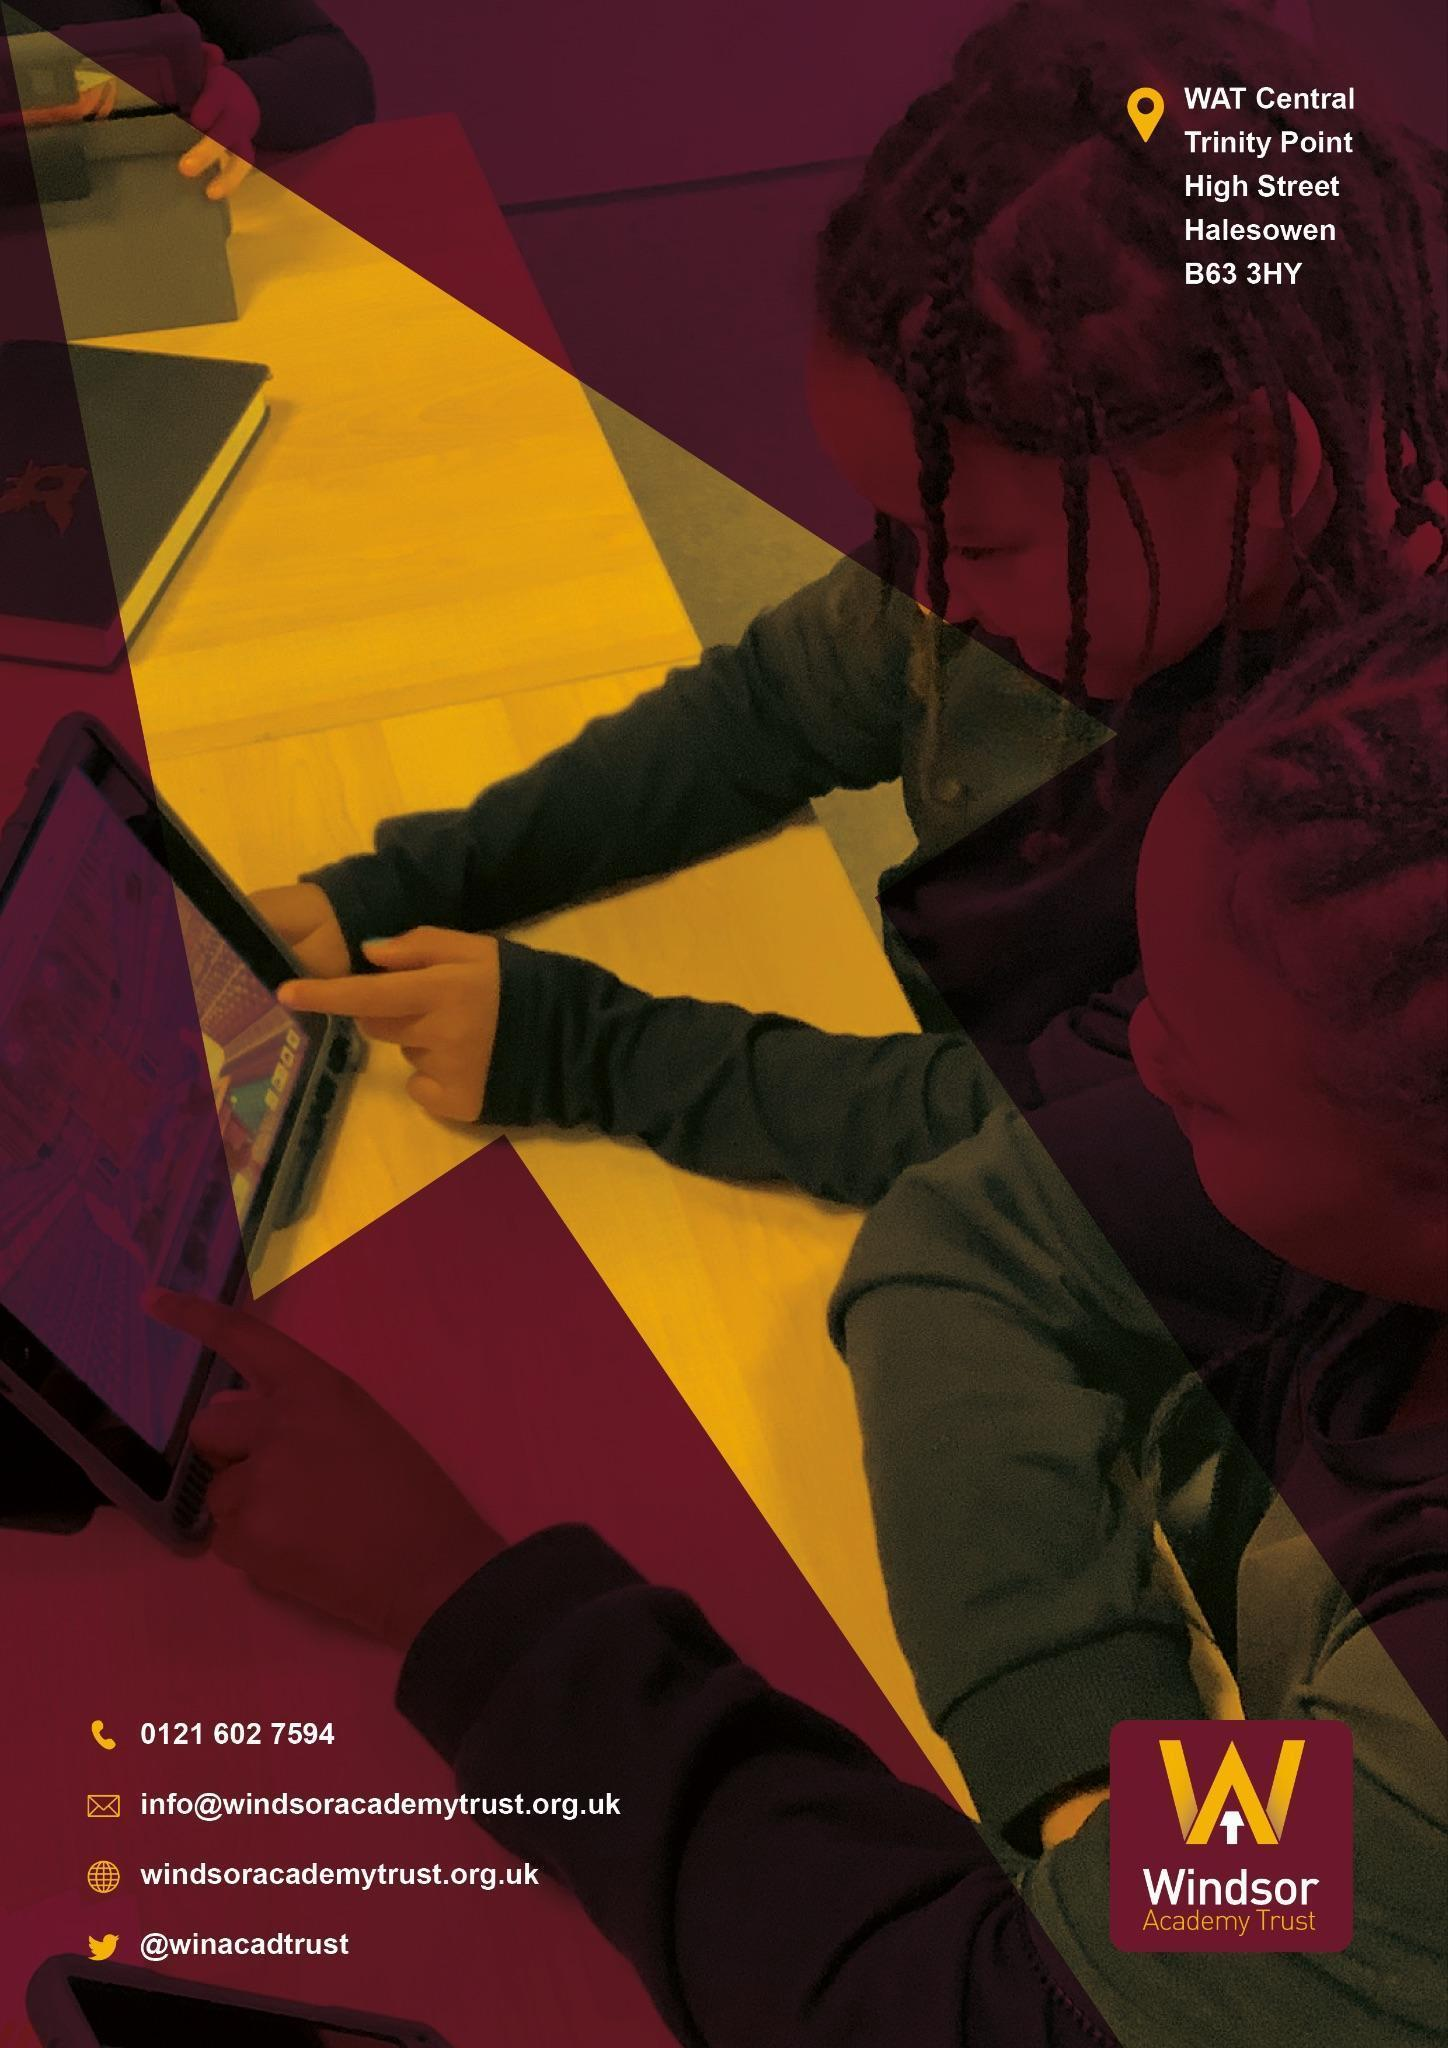 WAT Central
Trinity Point
High Street
Halesowen
B63 3HY
0121 602 7594
info@windsoracademytrust.org.uk
windsoracademytrust.org.uk
@winacadtrust
Windsor
Academy Trust